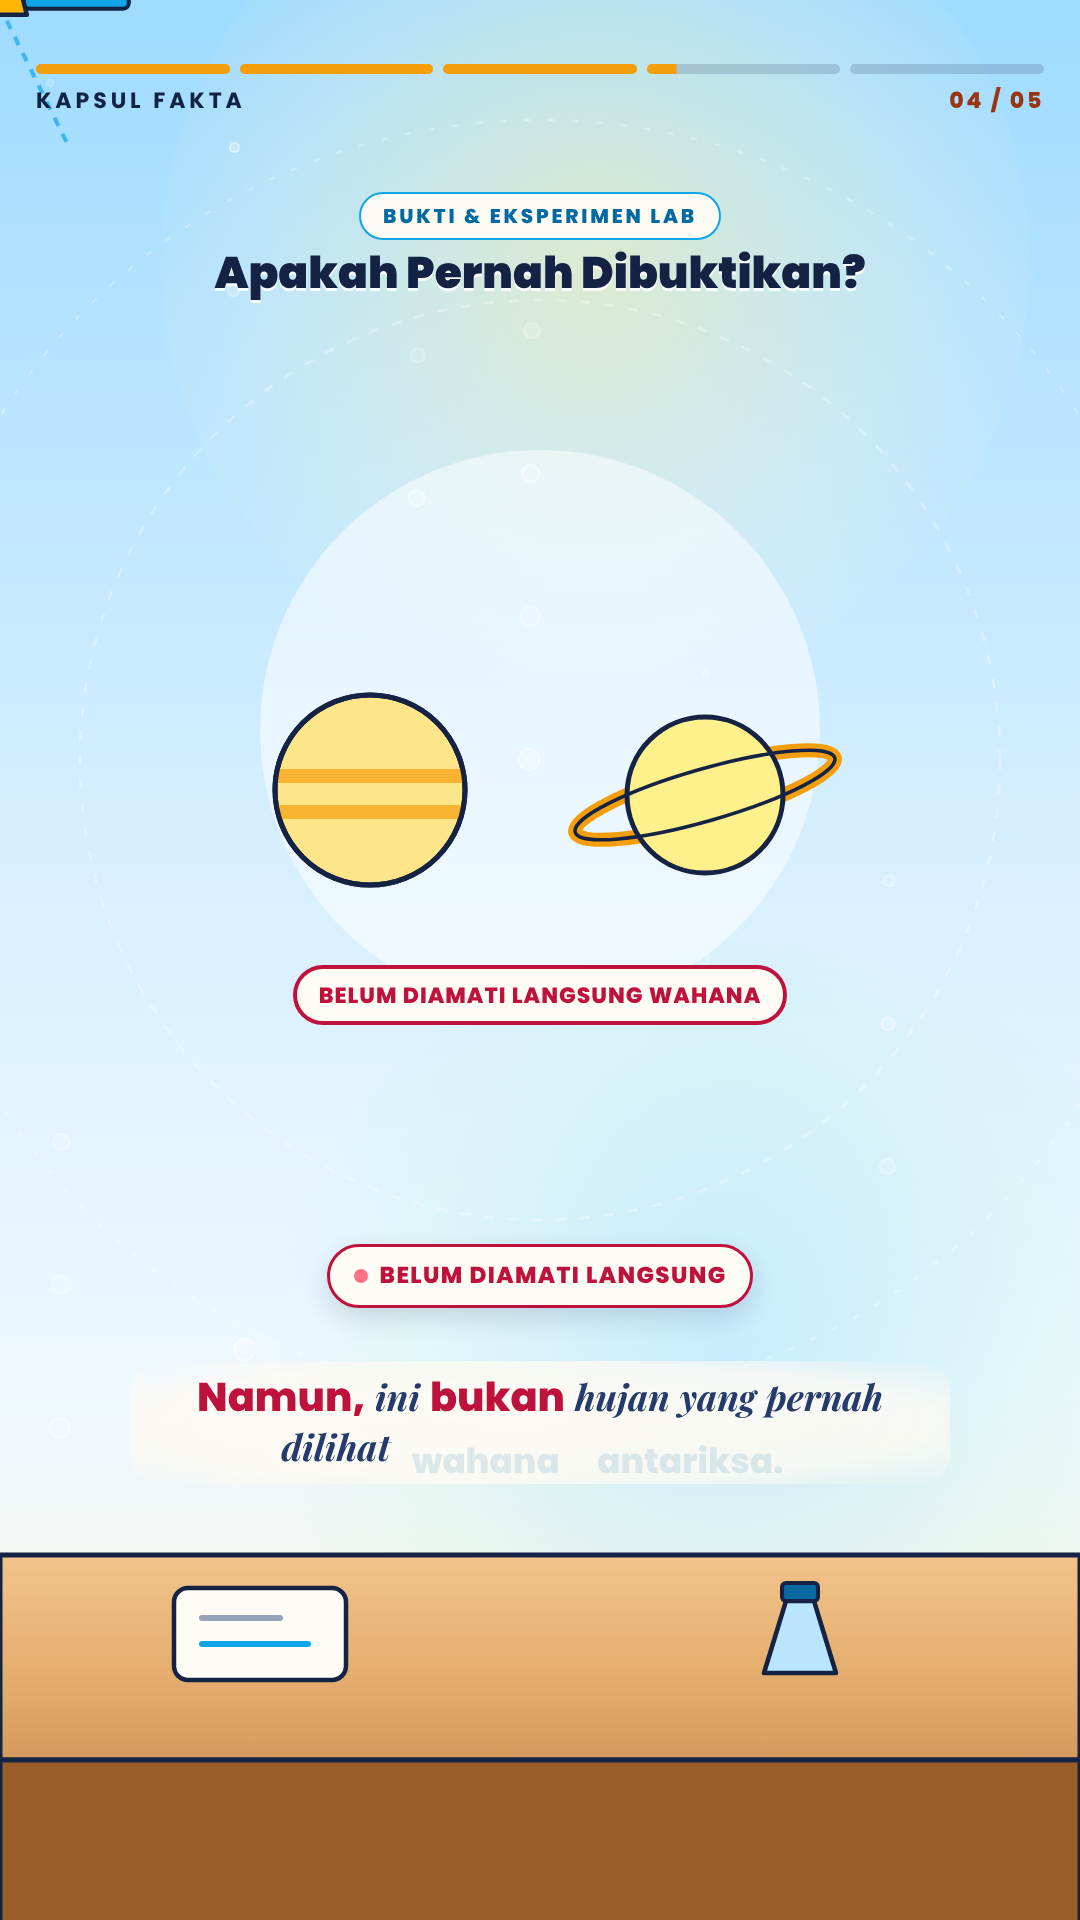 KAPSUL FAKTA
04 / 05
BUKTI & EKSPERIMEN LAB
Apakah Pernah Dibuktikan?
BELUM DIAMATI LANGSUNG WAHANA
BELUM DIAMATI LANGSUNG
Namun, ini bukan hujan yang pernah
dilihat wahana antariksa.